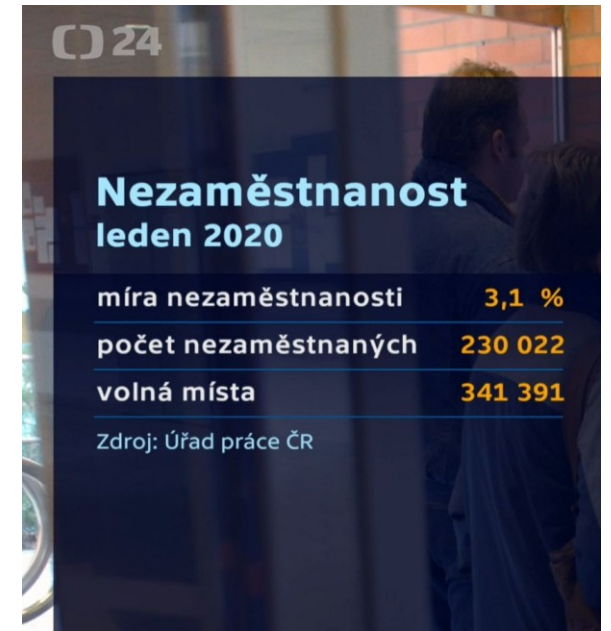 24
Nezaměstnanost
leden 2020
míra nezaměstnanosti 3,1 %
počet nezaměstnaných 230 022
volná místa 341 391
Zdroj: Úřad práce ČR